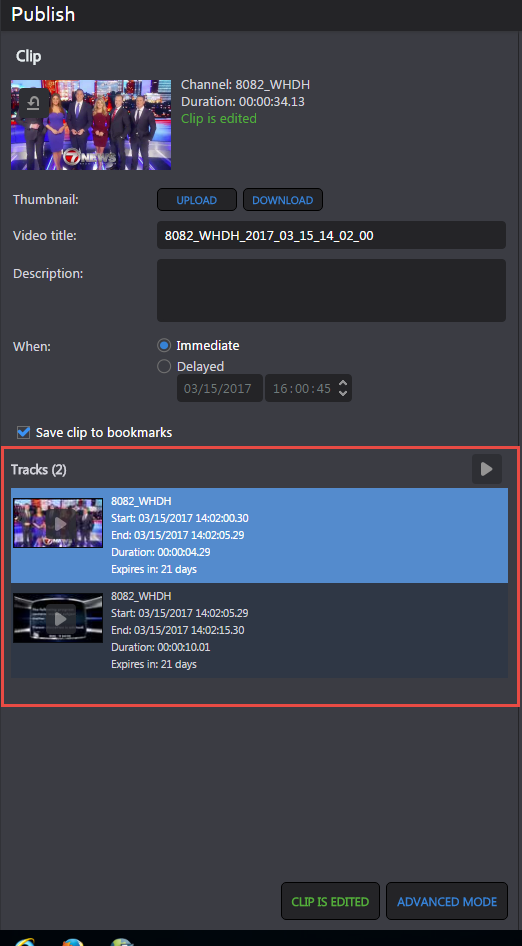 Publish
Clip
7 NEWS
Channel: 8082_WHDH
Duration: 00:00:34.13
Clip is edited
Thumbnail:
UPLOAD
DOWNLOAD
Video title:
8082_WHDH_2017_03_15_14_02_00
Description:
When:
Immediate
Delayed
03/15/2017
16:00:45
Save clip to bookmarks
Tracks (2)
8082_WHDH
Start: 03/15/2017 14:02:00.30
End: 03/15/2017 14:02:05.29
Duration: 00:00:04.29
Expires in: 21 days
8082_WHDH
Start: 03/15/2017 14:02:05.29
End: 03/15/2017 14:02:15.30
Duration: 00:00:10.01
Expires in: 21 days
CLIP IS EDITED
ADVANCED MODE